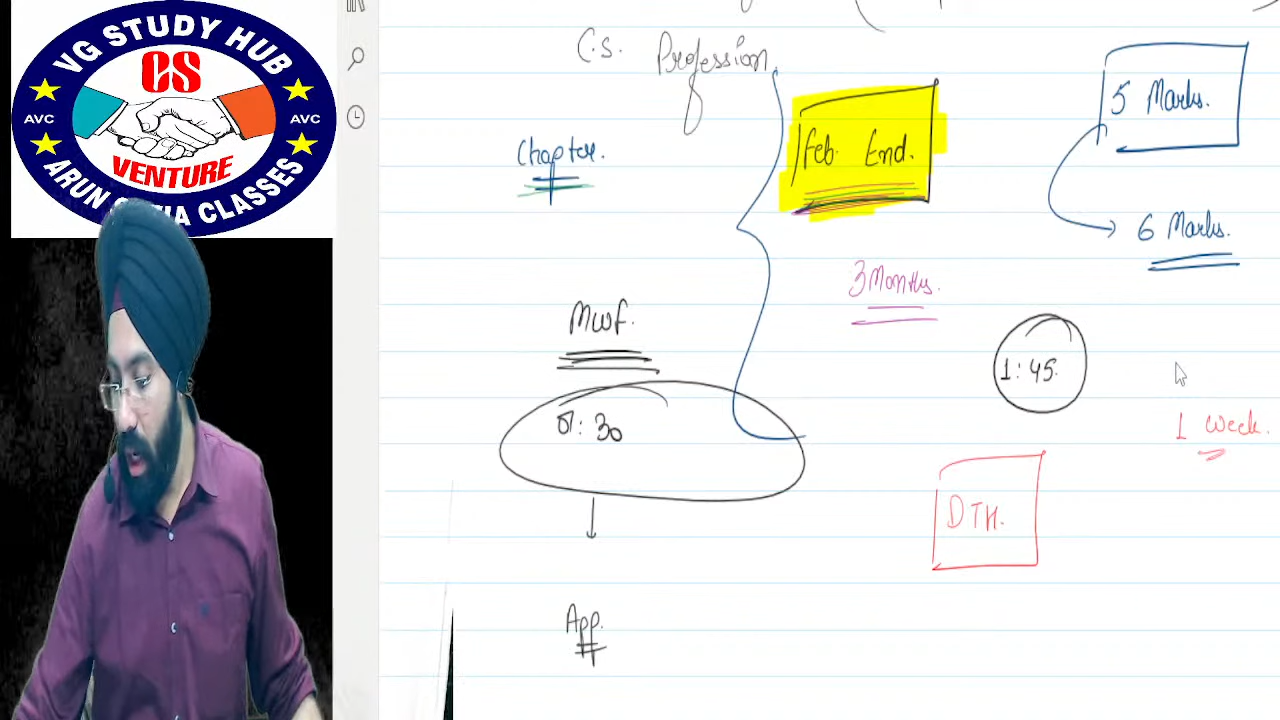 VG STUDY HUB
CS
AVC
AVC
VENTURE
ARUN CLASSES
C.S. Profession
Chapter.
Feb End.
5 Marks.
6 Marks.
3 Months.
Mwf.
1:45.
: 30
1 Week.
DTH.
App.